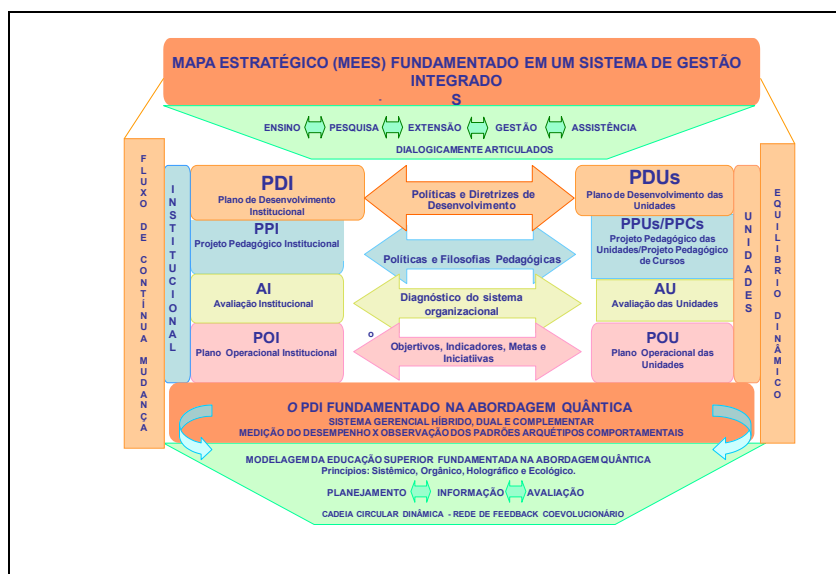 MAPA ESTRATÉGICO (MEES) FUNDAMENTADO EM UM SISTEMA DE GESTÃO
INTEGRADO
S
ENSINO PESQUISA EXTENSÃO GESTÃO ASSISTÊNCIA
DIALOGICAMENTE ARTICULADOS
FLUXO DE CONTÍNUA MUDANÇA
INSTITUCIONAL
PDI
Plano de Desenvolvimento
Institucional
Políticas e Diretrizes de
Desenvolvimento
PDUs
Plano de Desenvolvimento das
Unidades
PPI
Projeto Pedagógico Institucional
Políticas e Filosofias Pedagógicas
PPUs/PPCs
Projeto Pedagógico das
Unidades/Projeto Pedagógico
de Cursos
AI
Avaliação Institucional
Diagnóstico do sistema
organizacional
AU
Avaliação das Unidades
POI
Plano Operacional Institucional
o
Objertivos, Indicadores, Metas e
Iniciatiivas
POU
Plano Operacional das
Unidades
UNIDADES
EQUILIBRIO DINÂMICO
O PDI FUNDAMENTADO NA ABORDAGEM QUÂNTICA
SISTEMA GERENCIAL HÍBRIDO, DUAL E COMPLEMENTAR
MEDIÇÃO DO DESEMPENHO X OBSERVAÇÃO DOS PADRÕES ARQUÉTIPOS COMPORTAMENTAIS
MODELAGEM DA EDUCAÇÃO SUPERIOR FUNDAMENTADA NA ABORDAGEM QUÂNTICA
Princípios: Sistêmico, Orgânico, Holográfico e Ecológico.
PLANEJAMENTO INFORMAÇÃO AVALIAÇÃO
CADEIA CIRCULAR DINÂMICA - REDE DE FEEDBACK COEVOLUCIONÁRIO